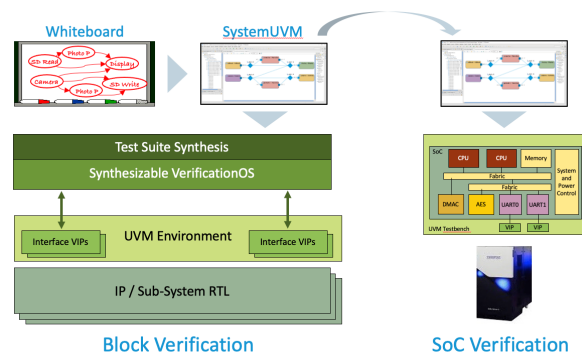 Whiteboard
SystemUVM
SD Read
Photo P
Display
Camera
Photo P
SD Write
Test Suite Synthesis
Synthesizable VerificationOS
UVM Environment
Interface VIPs
Interface VIPs
IP / Sub-System RTL
Block Verification
SoC
CPU
CPU
Memory
System
and
Power
Control
Fabric
Fabric
DMAC
AES
UART0
UART1
UVM Testbench
VIP
VIP
SoC Verification